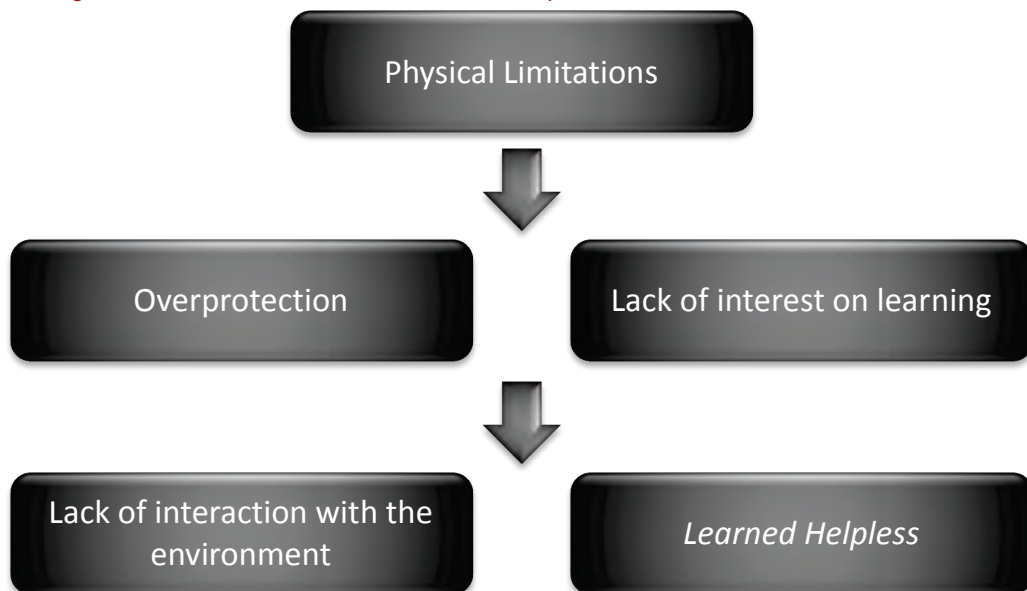 Physical Limitations
Overprotection
Lack of interest on learning
Lack of interaction with the
environment
Learned Helpless